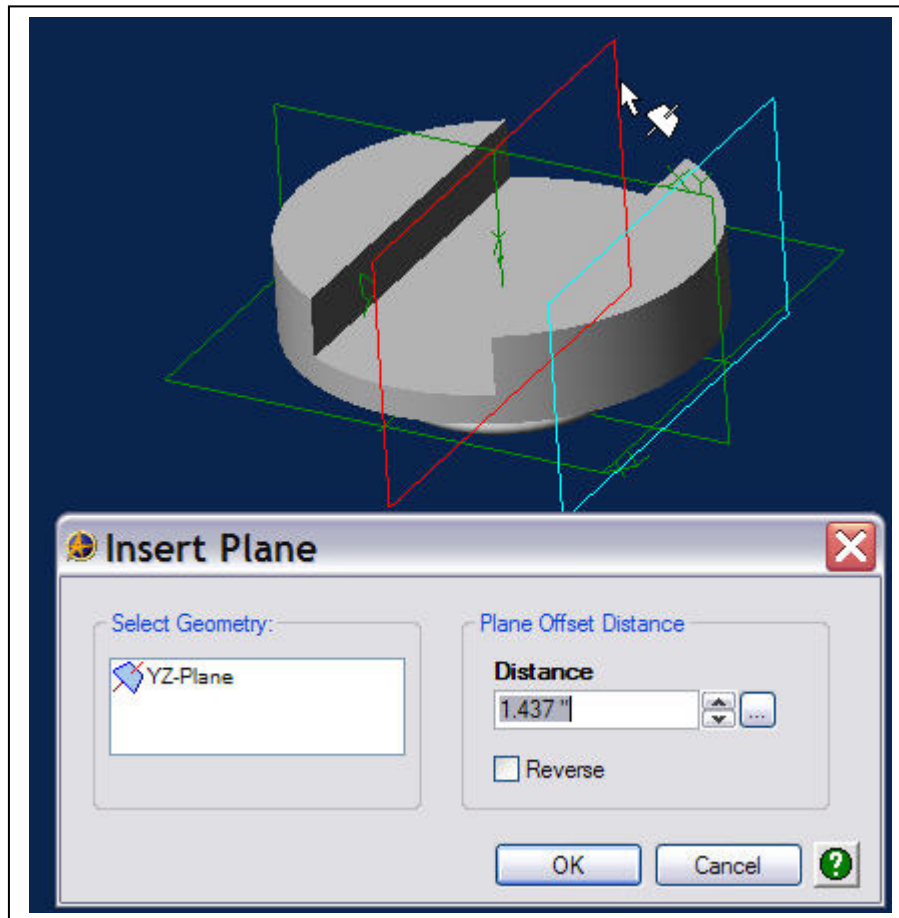 Insert Plane
Select Geometry:
YZ-Plane
Plane Offset Distance
Distance
1.437 "
...
Reverse
OK
Cancel
?